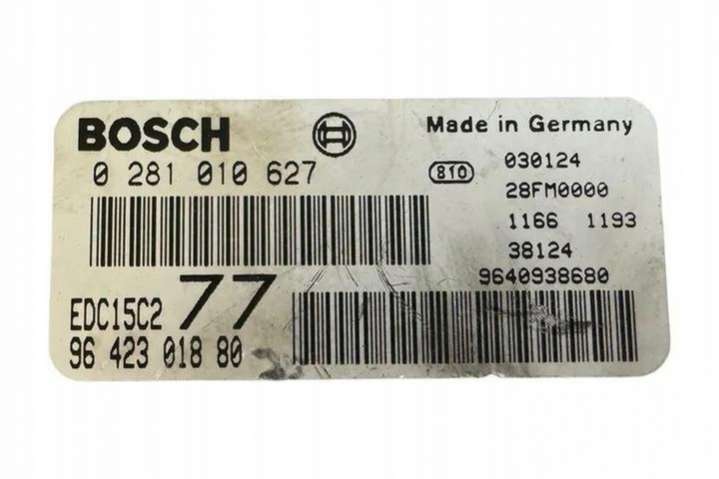 BOSCH
Made in Germany
0 281 010 627
810
030124
28FM0000
1166 1193
38124
9640938680
EDC15C2 77
96 423 018 80